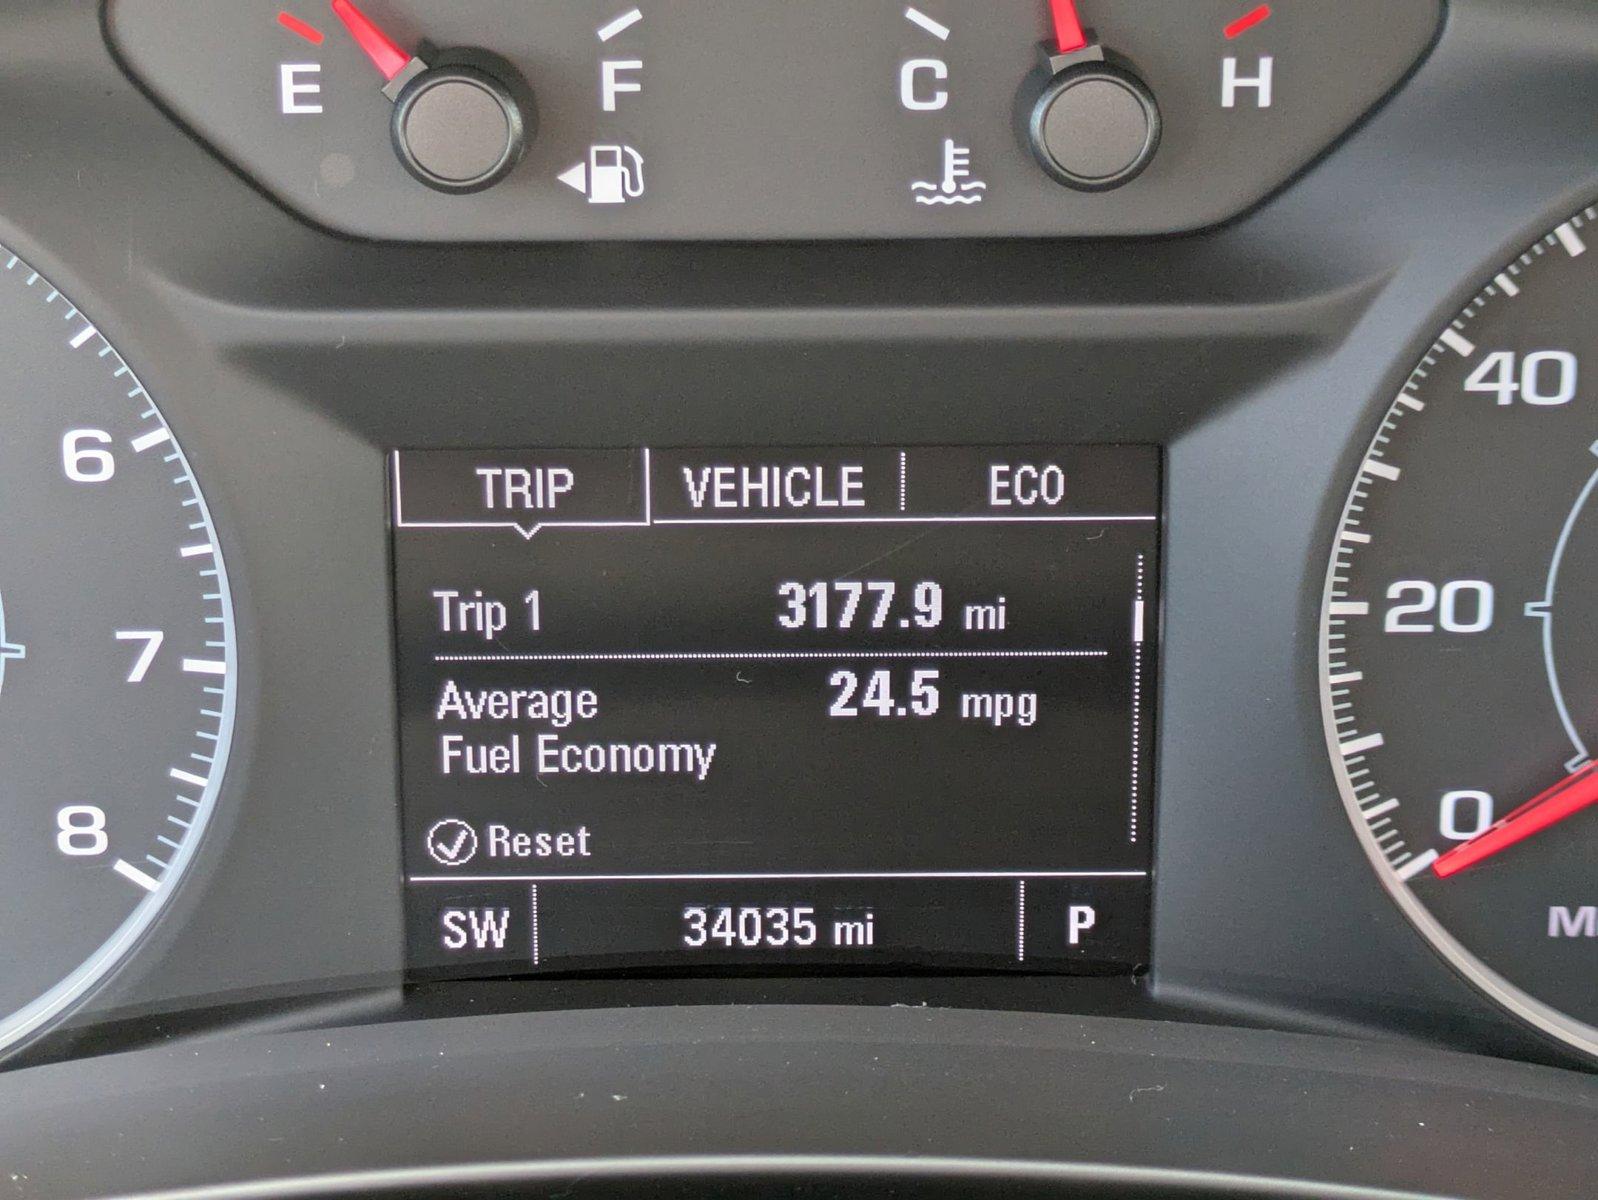 E F C H
6
7
8
40
20
0
TRIP VEHICLE ECO
Trip 1 3177.9 mi
Average 24.5 mpg
Fuel Economy
Reset
SW 34035 mi P